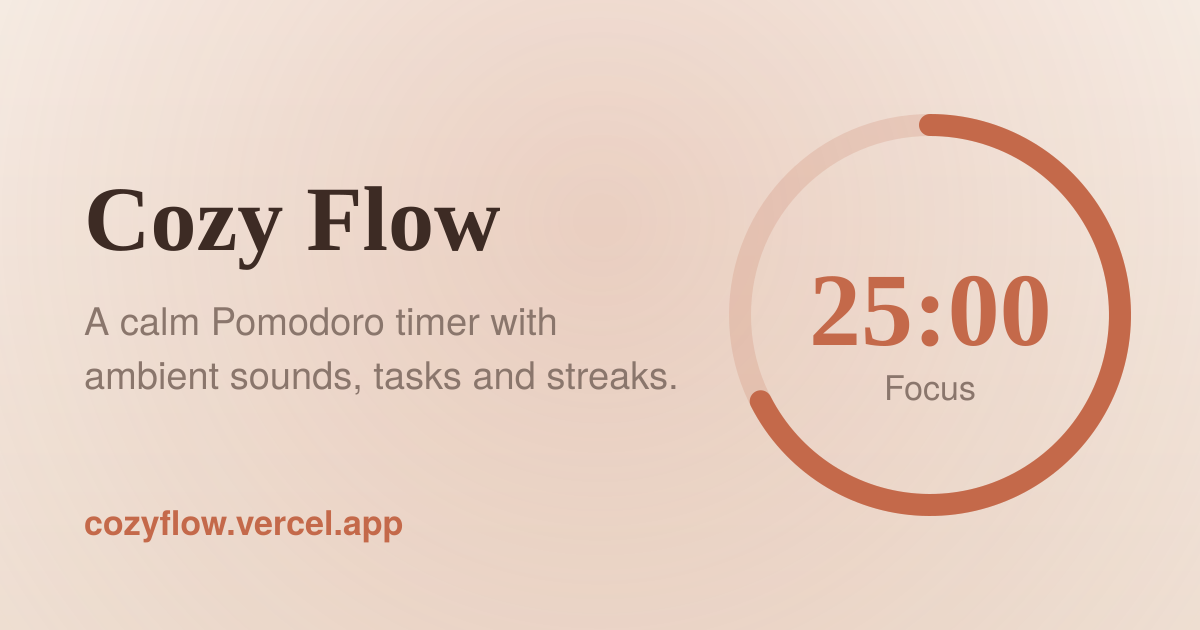 Cozy Flow
A calm Pomodoro timer with
ambient sounds, tasks and streaks.
cozyflow.vercel.app
25:00
Focus